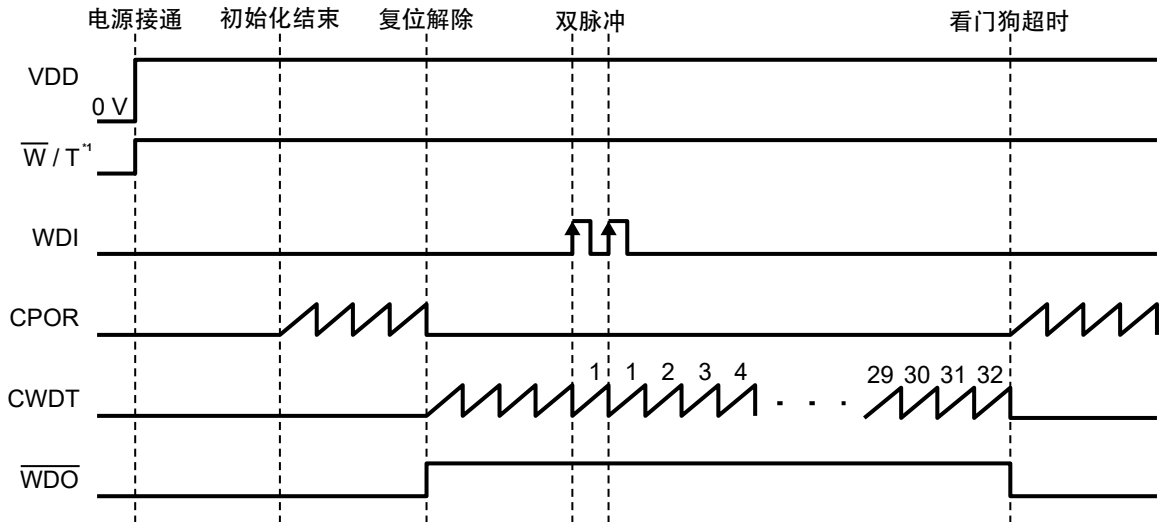 电源接通 初始化结束 复位解除 双脉冲 看门狗超时
VDD
0 V
W / T*1
WDI
CPOR
1 1 2 3 4 29 30 31 32
CWDT · · · ·
WDO